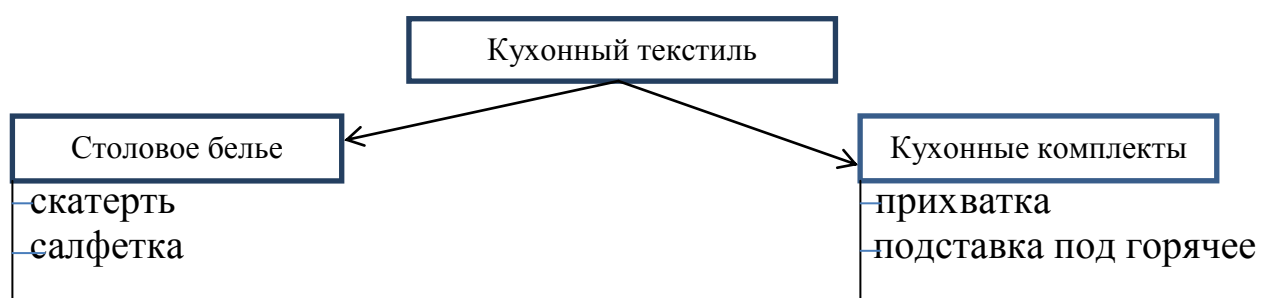 Кухонный текстиль
Столовое белье
Кухонные комплекты
скатерть
прихватка
салфетка
подставка под горячее